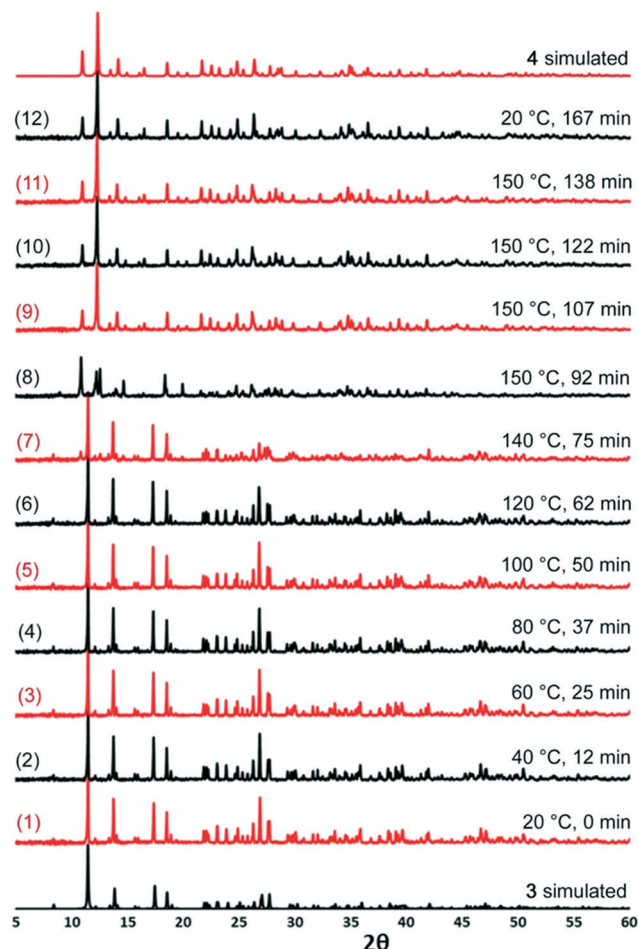 4 simulated
(12) 20 °C, 167 min
(11) 150 °C, 138 min
(10) 150 °C, 122 min
(9) 150 °C, 107 min
(8) 150 °C, 92 min
(7) 140 °C, 75 min
(6) 120 °C, 62 min
(5) 100 °C, 50 min
(4) 80 °C, 37 min
(3) 60 °C, 25 min
(2) 40 °C, 12 min
(1) 20 °C, 0 min
3 simulated
5 10 15 20 25 30 35 40 45 50 55 60
2θ